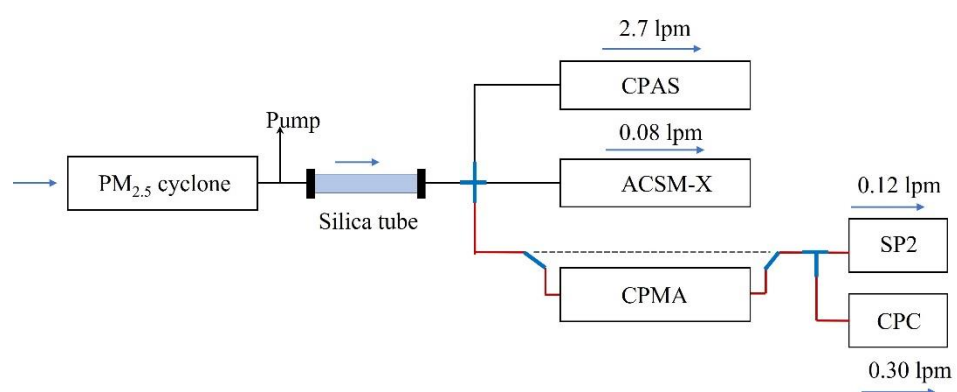 2.7 lpm
CPAS
Pump
0.08 lpm
PM2.5 cyclone
ACSM-X
0.12 lpm
Silica tube
SP2
CPMA
CPC
0.30 lpm